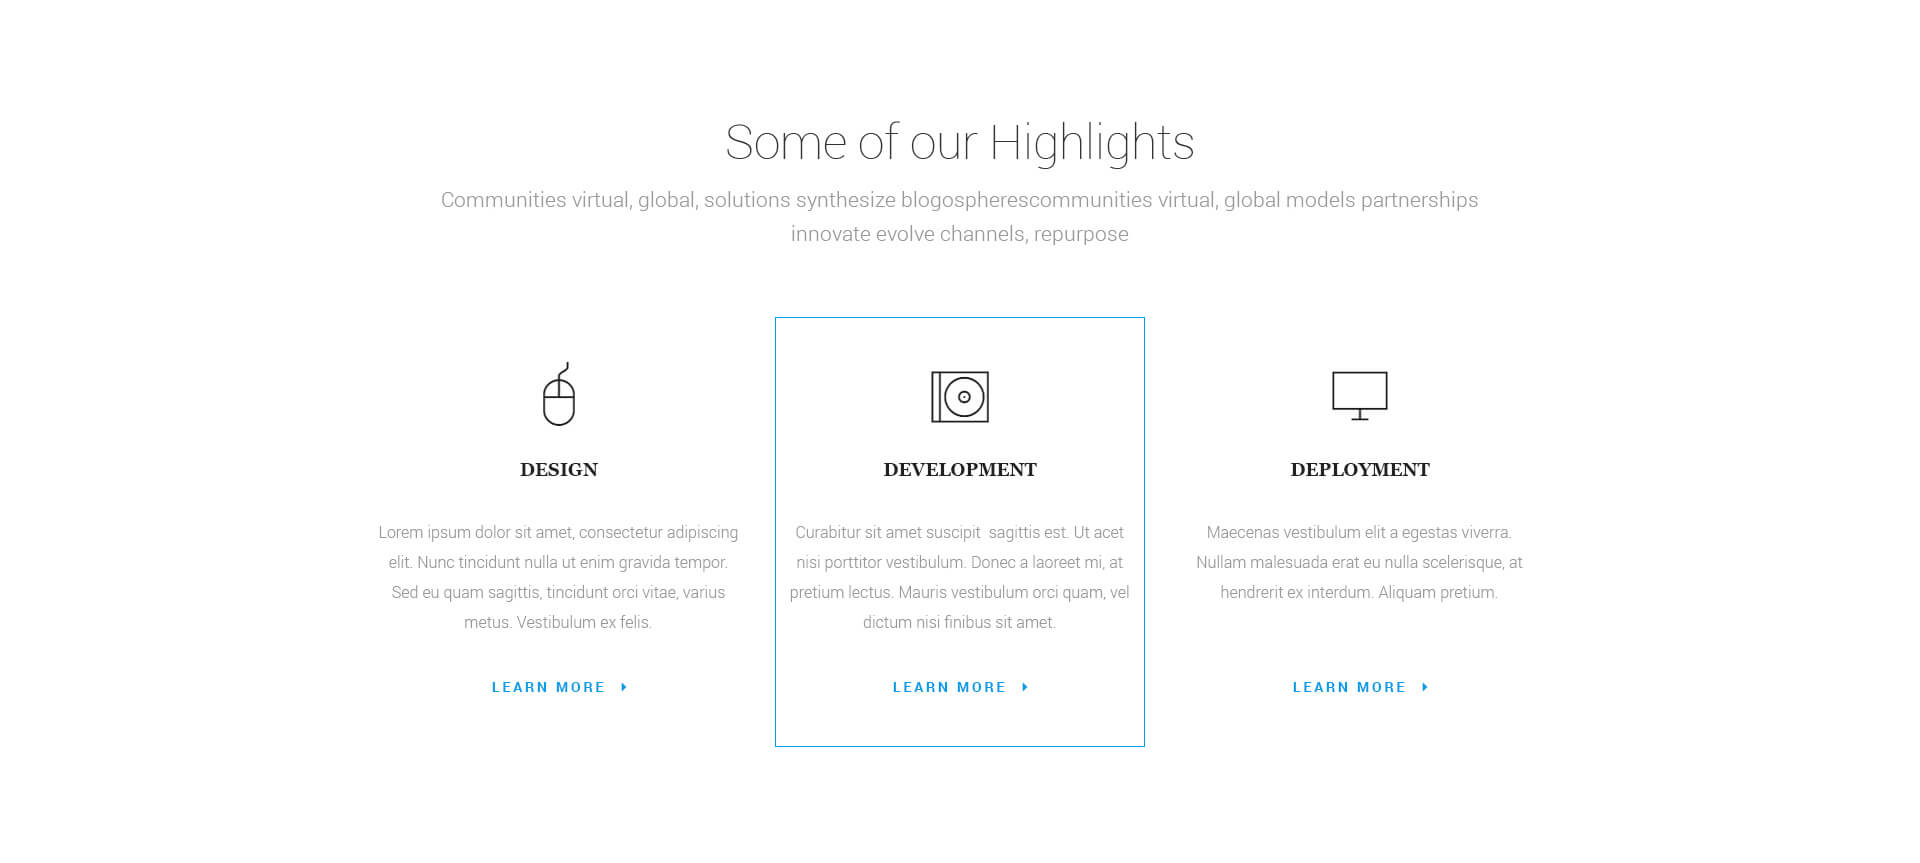 Some of our Highlights
Communities virtual, global, solutions synthesize blogospherescommunities virtual, global models partnerships
innovate evolve channels, repurpose
DESIGN
Lorem ipsum dolor sit amet, consectetur adipiscing
elit. Nunc tincidunt nulla ut enim gravida tempor.
Sed eu quam sagittis, tincidunt orci vitae, varius
metus. Vestibulum ex felis.
LEARN MORE
DEVELOPMENT
Curabitur sit amet suscipit  sagittis est. Ut acet
nisi porttitor vestibulum. Donec a laoreet mi, at
pretium lectus. Mauris vestibulum orci quam, vel
dictum nisi finibus sit amet.
LEARN MORE
DEPLOYMENT
Maecenas vestibulum elit a egestas viverra.
Nullam malesuada erat eu nulla scelerisque, at
hendrerit ex interdum. Aliquam pretium.
LEARN MORE